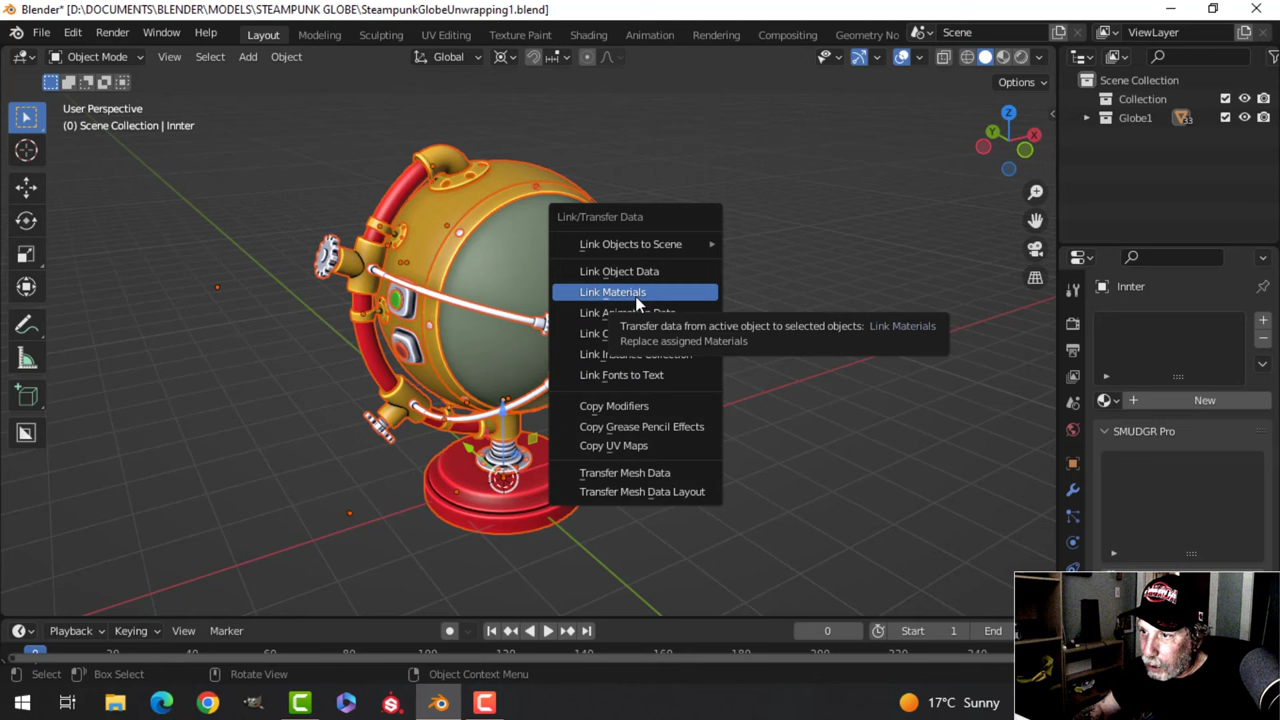 Blender* [D:\DOCUMENTS\BLENDER\MODELS\STEAMPUNK GLOBE\SteampunkGlobeUnwrapping1.blend]
File Edit Render Window Help Layout Modeling Sculpting UV Editing Texture Paint Shading Animation Rendering Compositing Geometry No Scene ViewLayer
Object Mode View Select Add Object Global
Options
User Perspective
(0) Scene Collection | Innter
Z
Y
X
Scene Collection
Collection
Globe1 33
Link/Transfer Data
Link Objects to Scene
Link Object Data
Link Materials
Transfer data from active object to selected objects: Link Materials
Replace assigned Materials
Link Fonts to Text
Copy Modifiers
Copy Grease Pencil Effects
Copy UV Maps
Transfer Mesh Data
Transfer Mesh Data Layout
Innter
New
SMUDGR Pro
Playback Keying View Marker 0 Start 1 End
Select Box Select Rotate View Object Context Menu
17°C Sunny